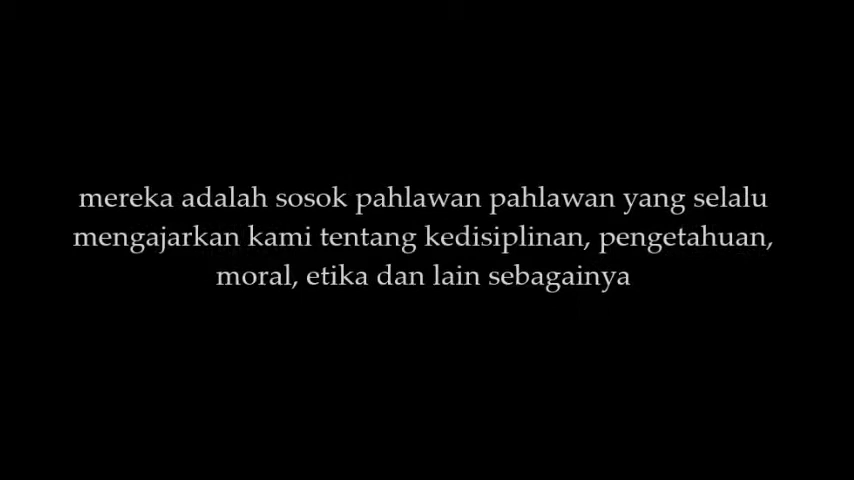 mereka adalah sosok pahlawan pahlawan yang selalu
mengajarkan kami tentang kedisiplinan, pengetahuan,
moral, etika dan lain sebagainya